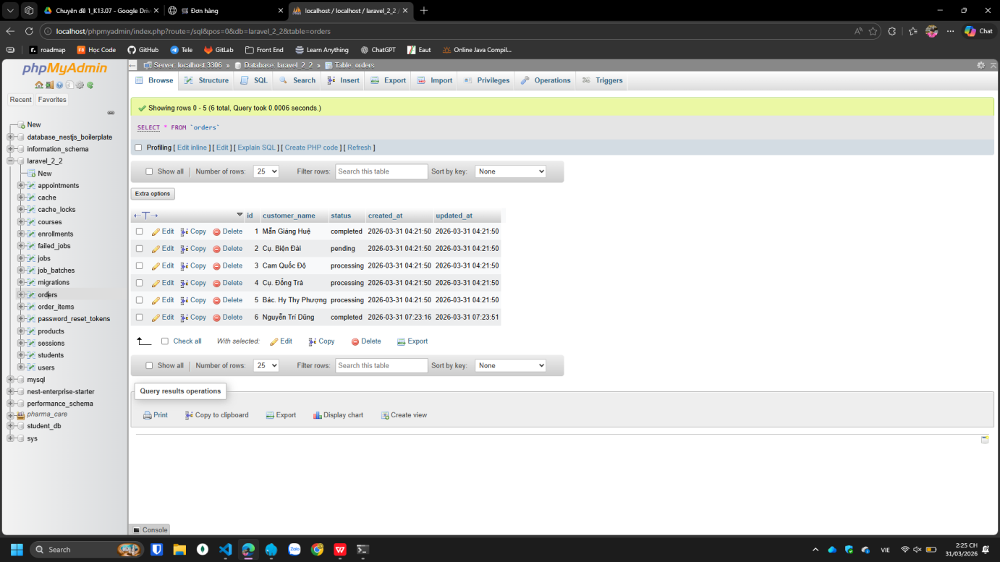 Chuyên đề 1_K13.07 - Google Driv
Đơn hàng
localhost / localhost / laravel_2_2 /
localhost/phpmyadmin/index.php?route=/sql&pos=0&db=laravel_2_2&table=orders
Chat
roadmap Học Code GitHub Tele GitLab Front End Learn Anything ChatGPT Eaut Online Java Compil...
phpMyAdmin
Recent Favorites
New
database_nestjs_boilerplate
information_schema
laravel_2_2
New
appointments
cache
cache_locks
courses
enrollments
failed_jobs
jobs
job_batches
migrations
orders
order_items
password_reset_tokens
products
sessions
students
users
mysql
nest-enterprise-starter
performance_schema
pharma_care
student_db
sys
Server: localhost:3306 » Database: laravel_2_2 » Table: orders
Browse Structure SQL Search Insert Export Import Privileges Operations Triggers
Showing rows 0 - 5 (6 total, Query took 0.0006 seconds.)
SELECT * FROM `orders`
Profiling [ Edit inline ] [ Edit ] [ Explain SQL ] [ Create PHP code ] [ Refresh ]
Show all Number of rows: 25 Filter rows: Search this table Sort by key: None
Extra options
id customer_name status created_at updated_at
Edit Copy Delete 1 Mẫn Giáng Huệ completed 2026-03-31 04:21:50 2026-03-31 04:21:50
Edit Copy Delete 2 Cụ. Biện Đài pending 2026-03-31 04:21:50 2026-03-31 04:21:50
Edit Copy Delete 3 Cam Quốc Độ processing 2026-03-31 04:21:50 2026-03-31 04:21:50
Edit Copy Delete 4 Cụ. Đồng Trà processing 2026-03-31 04:21:50 2026-03-31 04:21:50
Edit Copy Delete 5 Bác. Hy Thy Phượng processing 2026-03-31 04:21:50 2026-03-31 04:21:50
Edit Copy Delete 6 Nguyễn Trí Dũng completed 2026-03-31 07:23:16 2026-03-31 07:23:51
Check all With selected: Edit Copy Delete Export
Show all Number of rows: 25 Filter rows: Search this table Sort by key: None
Query results operations
Print Copy to clipboard Export Display chart Create view
Console
Search
Zalo
VIE
2:25 CH
31/03/2026